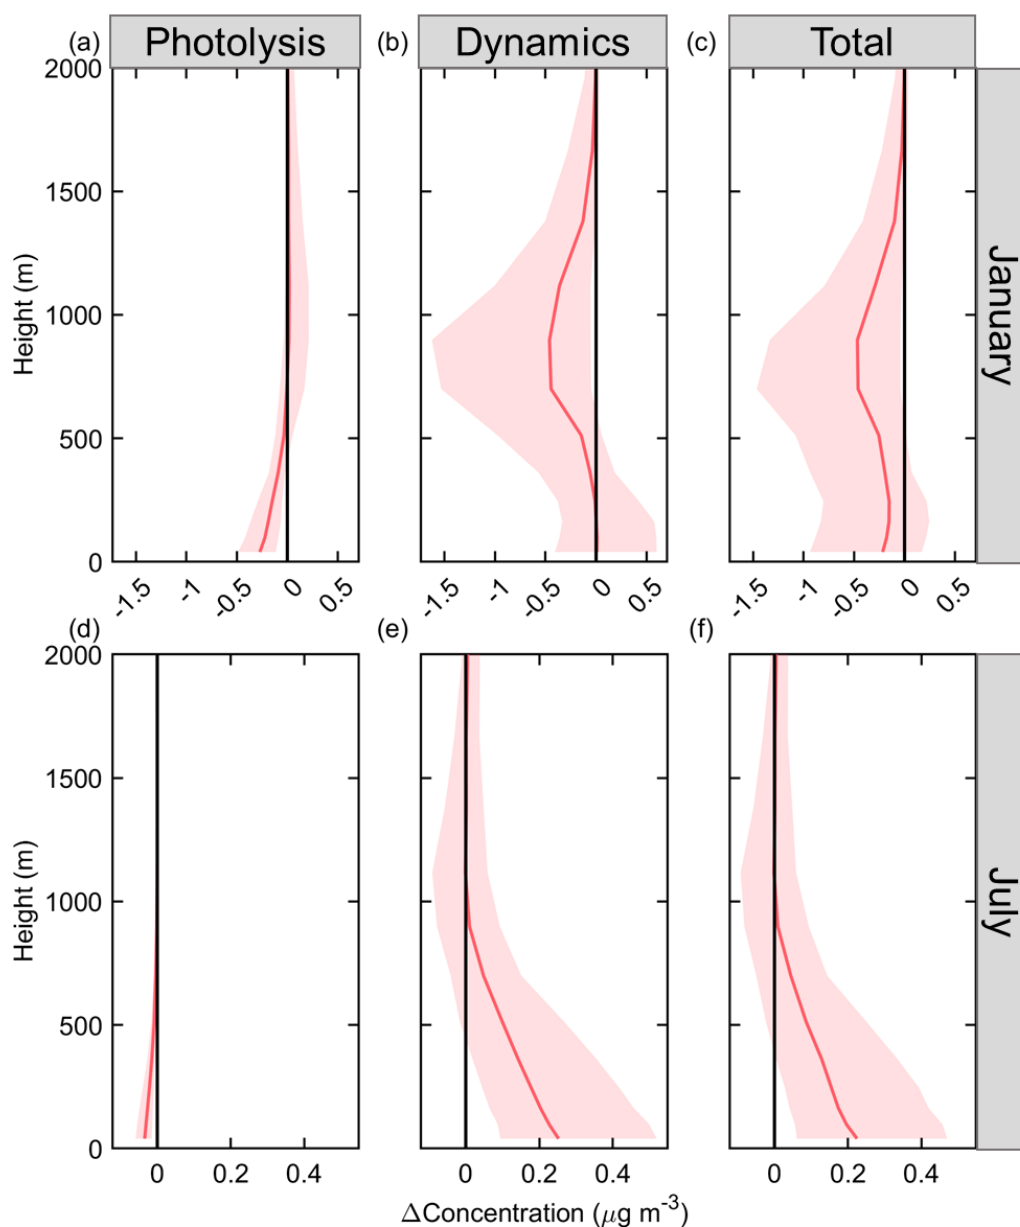 (a) Photolysis (b) Dynamics (c) Total
2000
1500
1000
500
0
Height (m)
-1.5 -1 -0.5 0 0.5
-1.5 -1 -0.5 0 0.5
-1.5 -1 -0.5 0 0.5
January
(d) (e) (f)
2000
1500
1000
500
0
Height (m)
0 0.2 0.4
0 0.2 0.4
0 0.2 0.4
July
ΔConcentration (μg m⁻³)